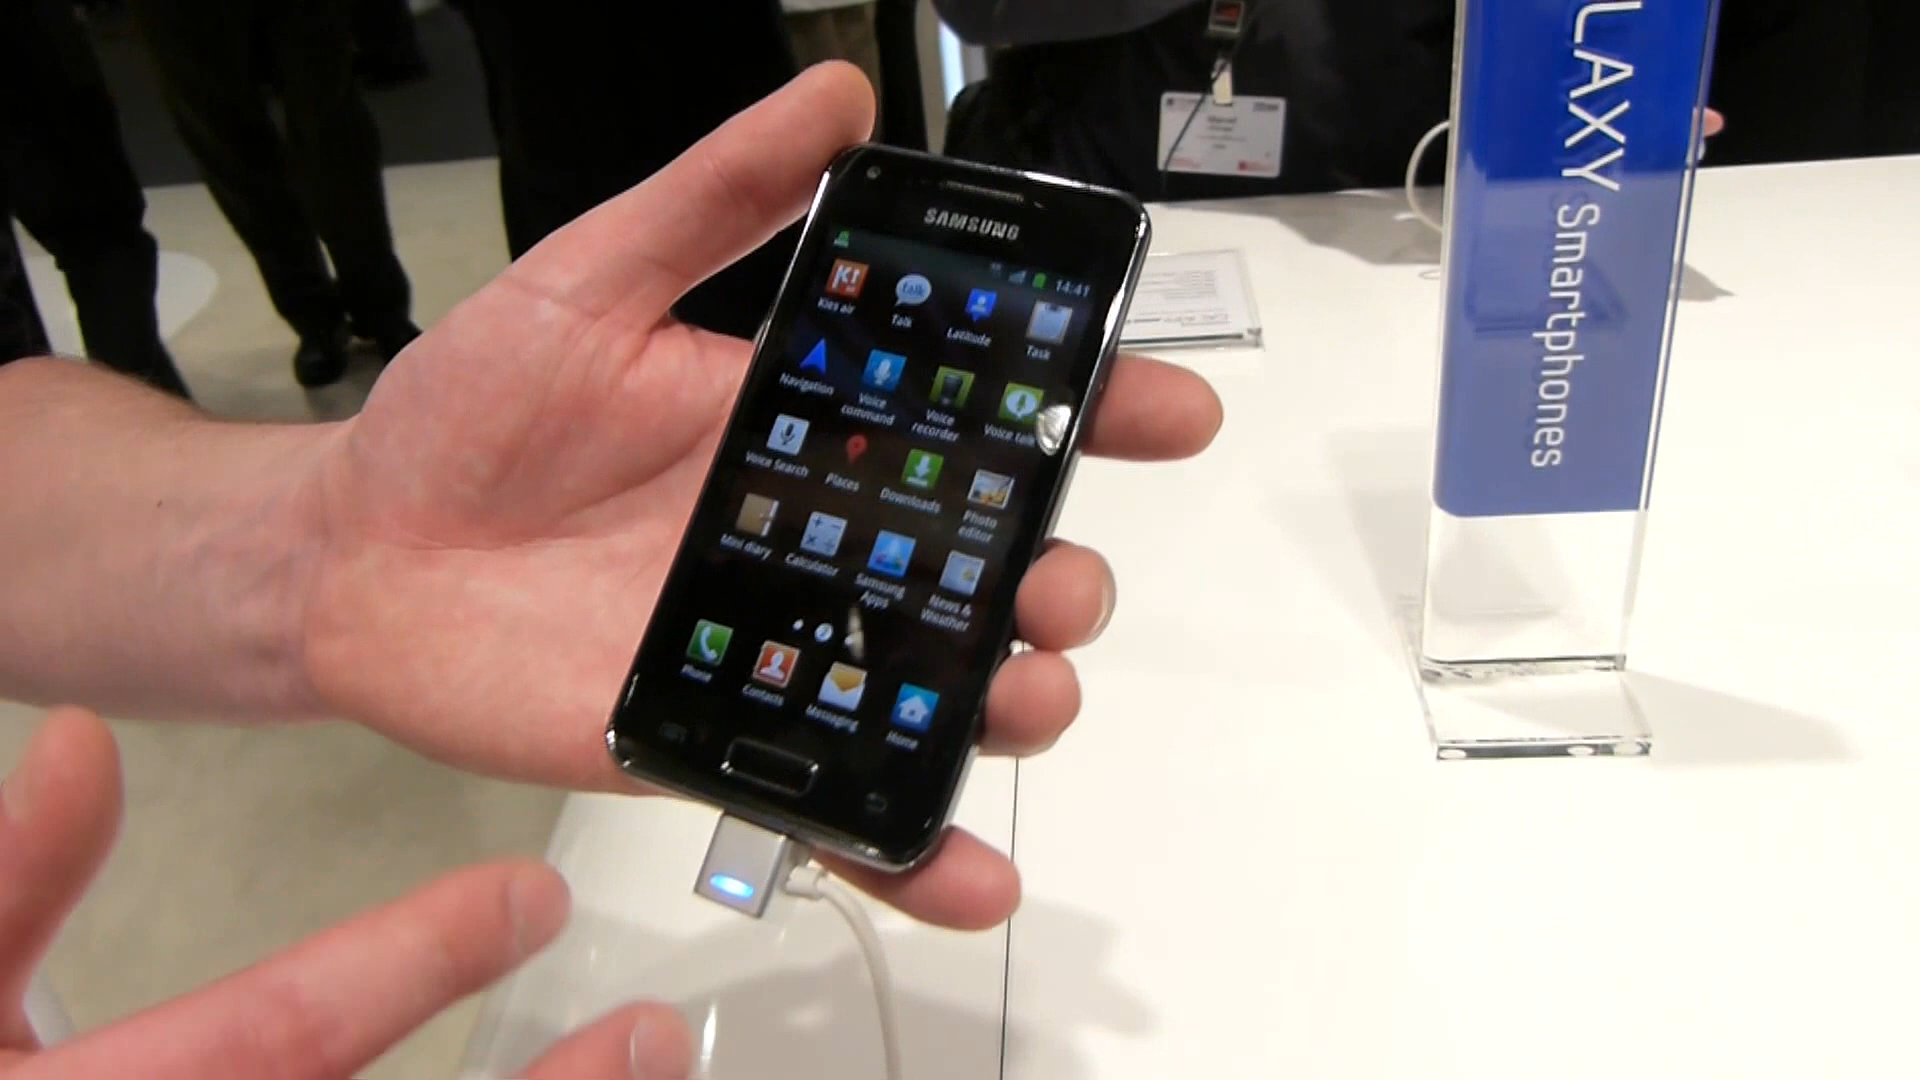 SAMSUNG
14:41
Kies air
Talk
Latitude
Task
Navigation
Voice
command
Voice
recorder
Voice talk
Voice Search
Places
Downloads
Photo
editor
Mini diary
Calculator
Samsung
Apps
News &
Weather
Phone
Contacts
Messaging
Home
LAXY Smartphones